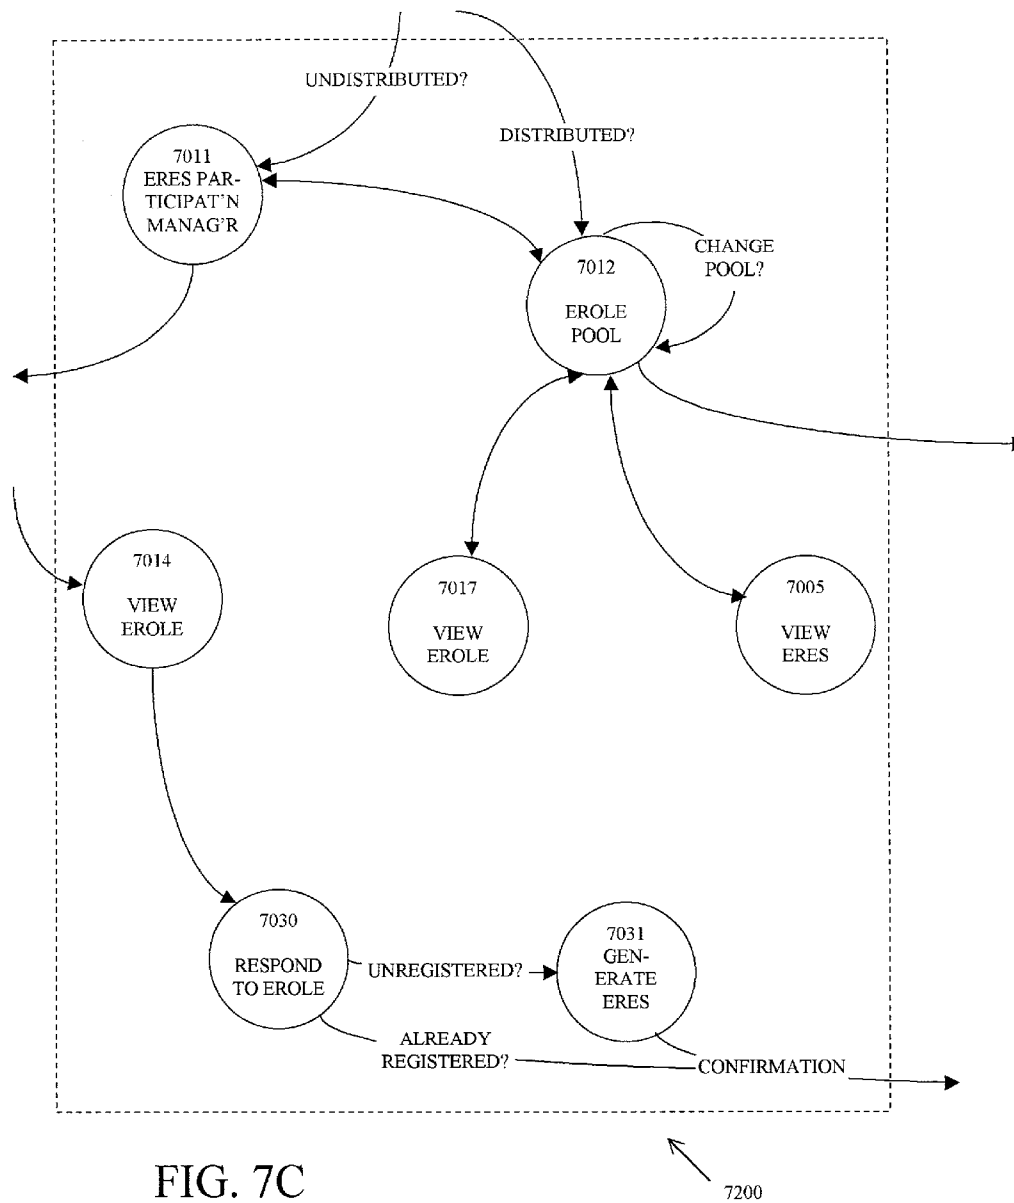 UNDISTRIBUTED?
DISTRIBUTED?
7011
ERES PAR-
TICIPAT'N
MANAG'R
CHANGE
POOL?
7012
EROLE
POOL
7014
VIEW
EROLE
7017
VIEW
EROLE
7005
VIEW
ERES
7030
RESPOND
TO EROLE
UNREGISTERED?
7031
GEN-
ERATE
ERES
ALREADY
REGISTERED?
CONFIRMATION
FIG. 7C
7200